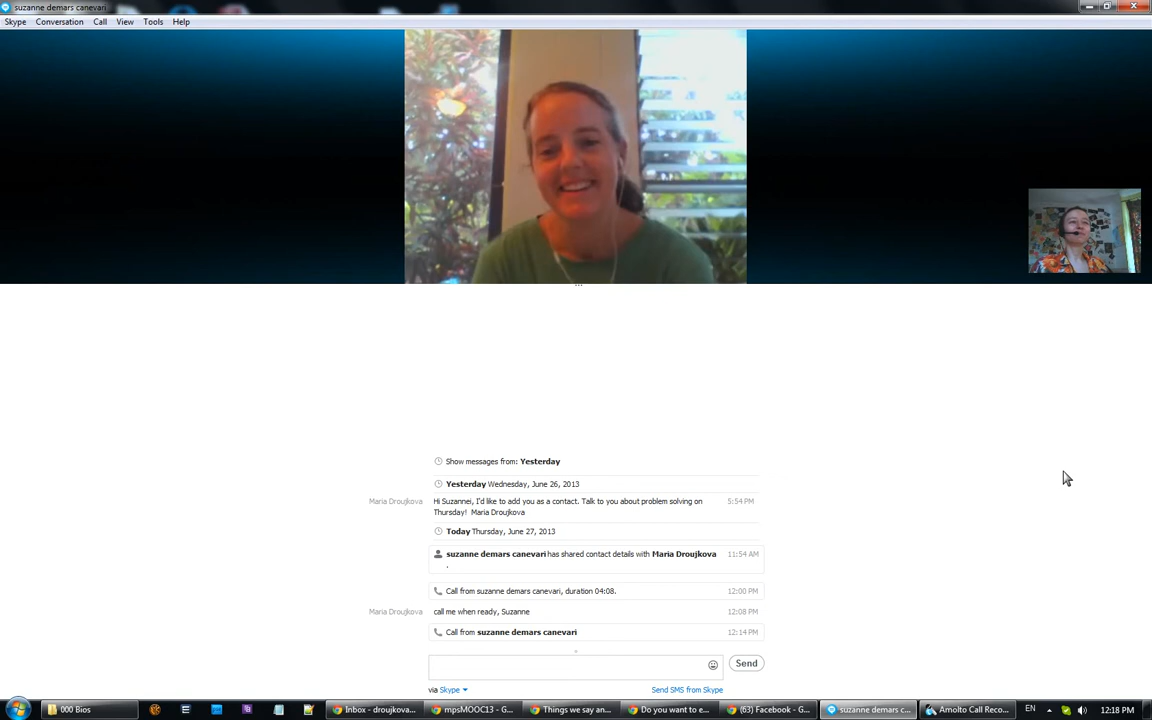 suzanne demars canevari
Skype Conversation Call View Tools Help
Show messages from: Yesterday
Yesterday Wednesday, June 26, 2013
Maria Droujkova Hi Suzannei, I'd like to add you as a contact. Talk to you about problem solving on 5:54 PM
Thursday! Maria Droujkova
Today Thursday, June 27, 2013
suzanne demars canevari has shared contact details with Maria Droujkova 11:54 AM
.
Call from suzanne demars canevari, duration 04:08. 12:00 PM
Maria Droujkova call me when ready, Suzanne 12:08 PM
Call from suzanne demars canevari 12:14 PM
Send
via Skype Send SMS from Skype
000 Bios Inbox - droujkova... mpsMOOC13 - G... Things we say an... Do you want to e... (63) Facebook - G... suzanne demars c... Amolto Call Reco... EN 12:18 PM